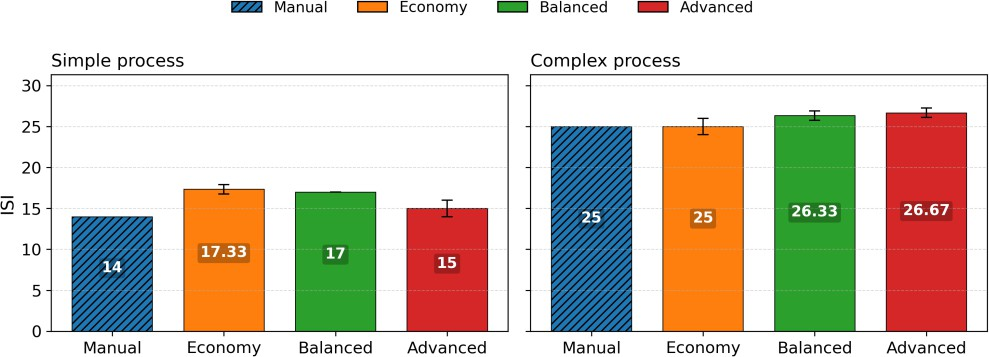 Manual Economy Balanced Advanced
Simple process
Complex process
30
25
20
15
10
5
0
ISI
14
17.33
17
15
25
25
26.33
26.67
Manual Economy Balanced Advanced
Manual Economy Balanced Advanced